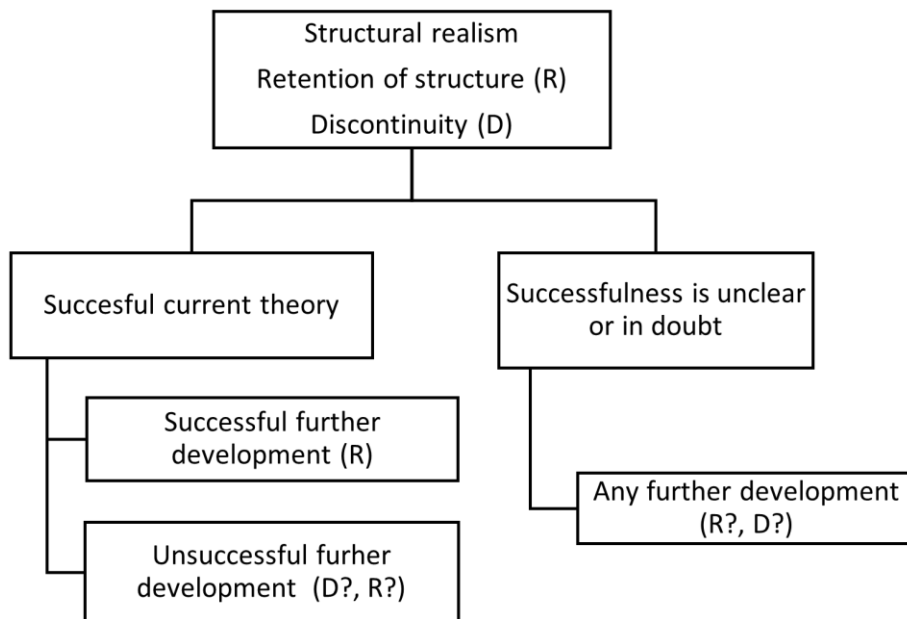 Structural realism
Retention of structure (R)
Discontinuity (D)
Succesful current theory
Successfulness is unclear
or in doubt
Successful further
development (R)
Any further development
(R?, D?)
Unsuccessful furher
development  (D?, R?)